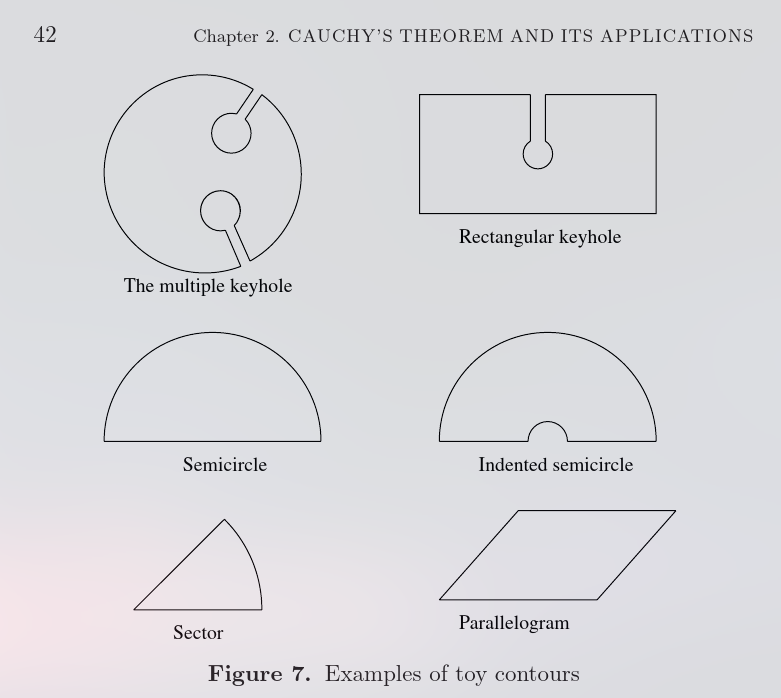 42 Chapter 2. CAUCHY'S THEOREM AND ITS APPLICATIONS
The multiple keyhole
Rectangular keyhole
Semicircle
Indented semicircle
Sector
Parallelogram
Figure 7. Examples of toy contours